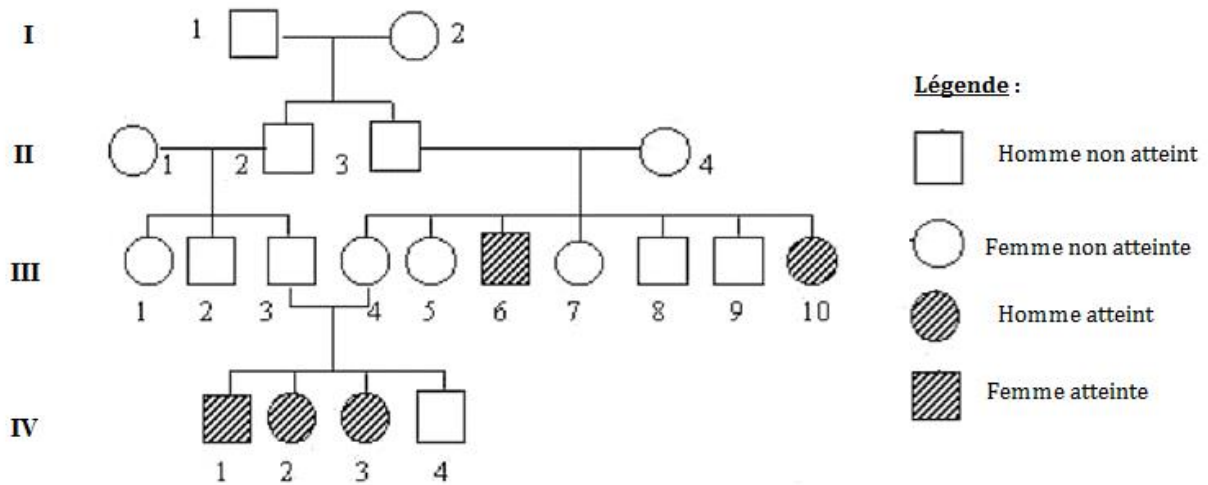 I
1
2
Légende :
II
1
2
3
4
Homme non atteint
Femme non atteinte
III
1
2
3
4
5
6
7
8
9
10
Homme atteint
Femme atteinte
IV
1
2
3
4